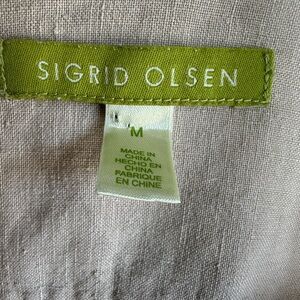 SIGRID OLSEN
M
MADE IN
CHINA
HECHO EN
CHINA
FABRIQUE
EN CHINE